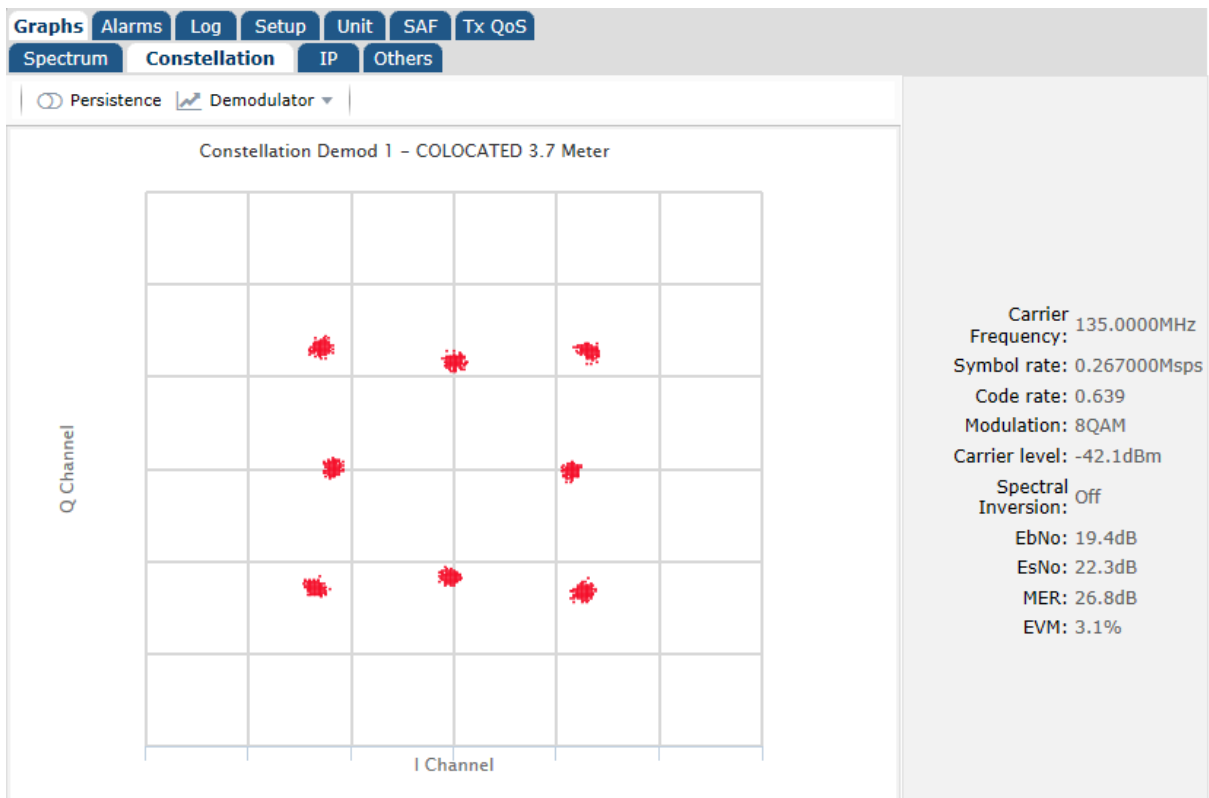 Graphs Alarms Log Setup Unit SAF Tx QoS
Spectrum Constellation IP Others
Persistence Demodulator
Constellation Demod 1 – COLOCATED 3.7 Meter
Q Channel
I Channel
Carrier
Frequency: 135.0000MHz
Symbol rate: 0.267000Msps
Code rate: 0.639
Modulation: 8QAM
Carrier level: -42.1dBm
Spectral
Inversion: Off
EbNo: 19.4dB
EsNo: 22.3dB
MER: 26.8dB
EVM: 3.1%